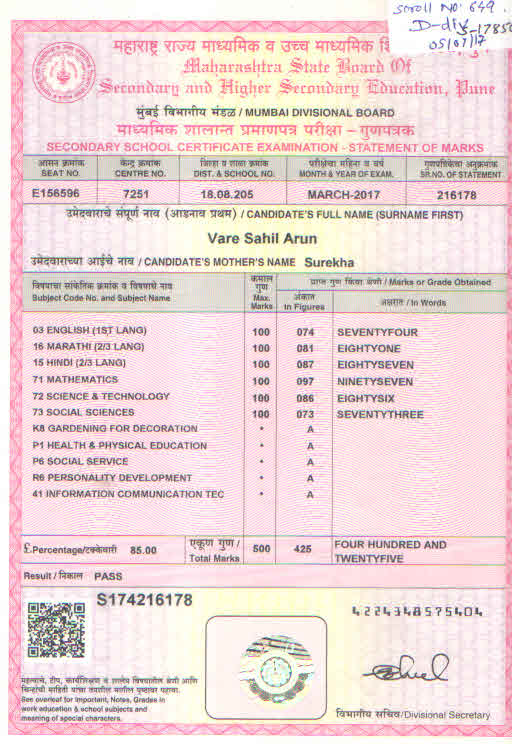 Scroll No. 649.
D-div
05/07/17
महाराष्ट्र राज्य माध्यमिक व उच्च माध्यमिक
Maharashtra State Board Of
Secondary and Higher Secondary Education, Pune
मुंबई विभागीय मंडळ / MUMBAI DIVISIONAL BOARD
माध्यमिक शालान्त प्रमाणपत्र परीक्षा – गुणपत्रक
SECONDARY SCHOOL CERTIFICATE EXAMINATION - STATEMENT OF MARKS
आसन क्रमांक केन्द्र क्रमांक जिल्हा व शाळा क्रमांक परीक्षेचा महिना व वर्ष गुणपत्रिकेचा अनुक्रमांक
SEAT NO. CENTRE NO. DIST. & SCHOOL NO. MONTH & YEAR OF EXAM. SR.NO. OF STATEMENT
E156596 7251 18.08.205 MARCH-2017 216178
उमेदवाराचे संपूर्ण नाव (आडनाव प्रथम) / CANDIDATE'S FULL NAME (SURNAME FIRST)
Vare Sahil Arun
उमेदवाराच्या आईचे नाव / CANDIDATE'S MOTHER'S NAME Surekha
विषयाचा सांकेतिक क्रमांक व विषयाचे नाव
Subject Code No. and Subject Name
कमाल
गुण
Max.
Marks
प्राप्त गुण किंवा श्रेणी / Marks or Grade Obtained
अंकात
In Figures
अक्षरात / In Words
03 ENGLISH (1ST LANG) 100 074 SEVENTYFOUR
16 MARATHI (2/3 LANG) 100 081 EIGHTYONE
15 HINDI (2/3 LANG) 100 087 EIGHTYSEVEN
71 MATHEMATICS 100 097 NINETYSEVEN
72 SCIENCE & TECHNOLOGY 100 086 EIGHTYSIX
73 SOCIAL SCIENCES 100 073 SEVENTYTHREE
K8 GARDENING FOR DECORATION * A
P1 HEALTH & PHYSICAL EDUCATION * A
P6 SOCIAL SERVICE * A
R6 PERSONALITY DEVELOPMENT * A
41 INFORMATION COMMUNICATION TEC * A
£.Percentage/टक्केवारी 85.00 एकूण गुण / Total Marks 500 425 FOUR HUNDRED AND TWENTYFIVE
Result / निकाल PASS
S174216178
4224348575404
महत्वाचे, टीप, कार्यशिक्षण व शालेय विषयातील श्रेणी आणि
चिन्हांची माहिती यांचा तपशील मागील पृष्ठावर पहावा.
See overleaf for Important, Notes, Grades in
work education & school subjects and
meaning of special characters.
विभागीय सचिव/Divisional Secretary